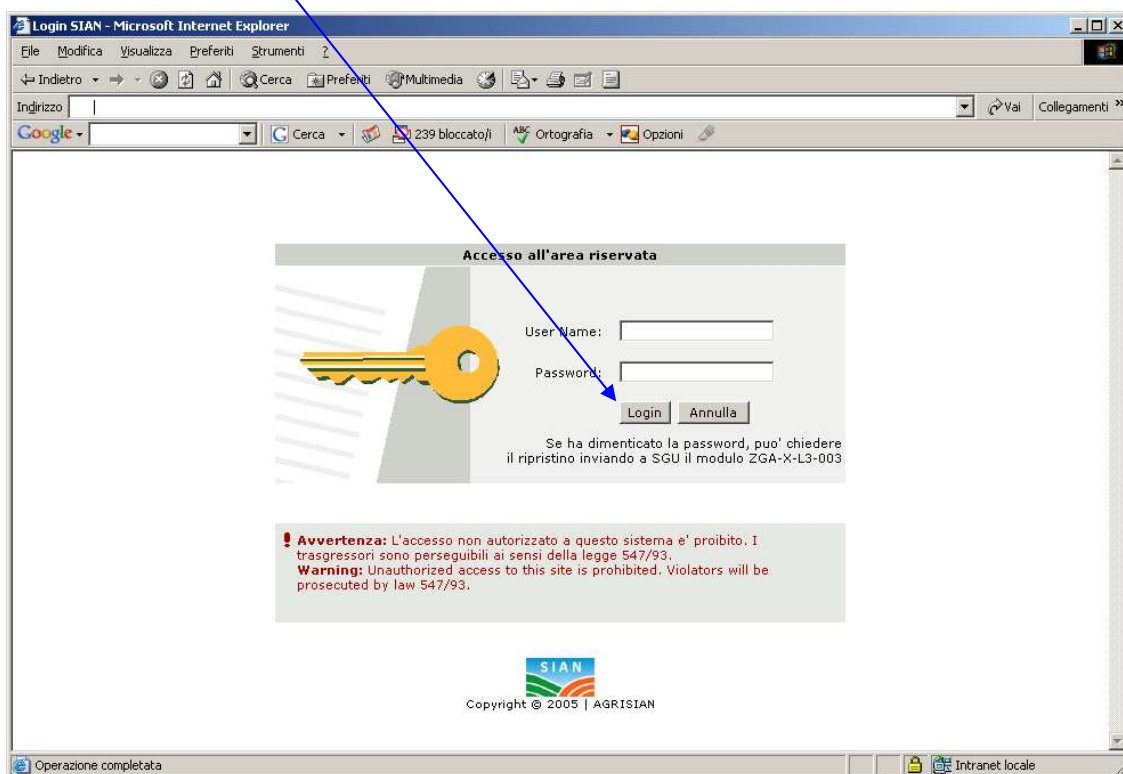 Login SIAN - Microsoft Internet Explorer
File Modifica Visualizza Preferiti Strumenti ?
Indietro Cerca Preferiti Multimedia
Indirizzo Vai Collegamenti »
Google Cerca 239 bloccato/i ABC Ortografia Opzioni
Accesso all'area riservata
User Name:
Password:
Login Annulla
Se ha dimenticato la password, puo' chiedere
il ripristino inviando a SGU il modulo ZGA-X-L3-003
Avvertenza: L'accesso non autorizzato a questo sistema e' proibito. I
trasgressori sono perseguibili ai sensi della legge 547/93.
Warning: Unauthorized access to this site is prohibited. Violators will be
prosecuted by law 547/93.
SIAN
Copyright © 2005 | AGRISIAN
Operazione completata Intranet locale